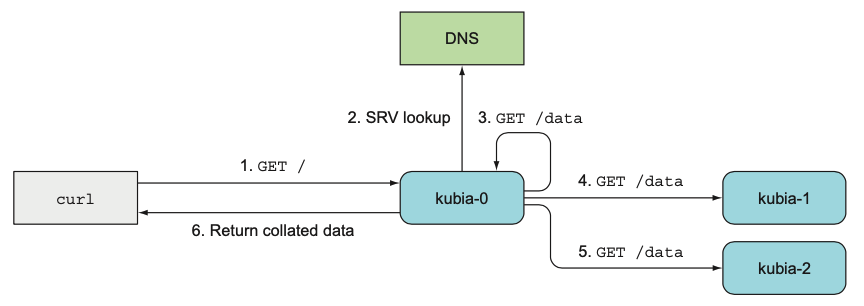 DNS
2. SRV lookup
3. GET /data
1. GET /
curl
kubia-0
4. GET /data
kubia-1
6. Return collated data
5. GET /data
kubia-2